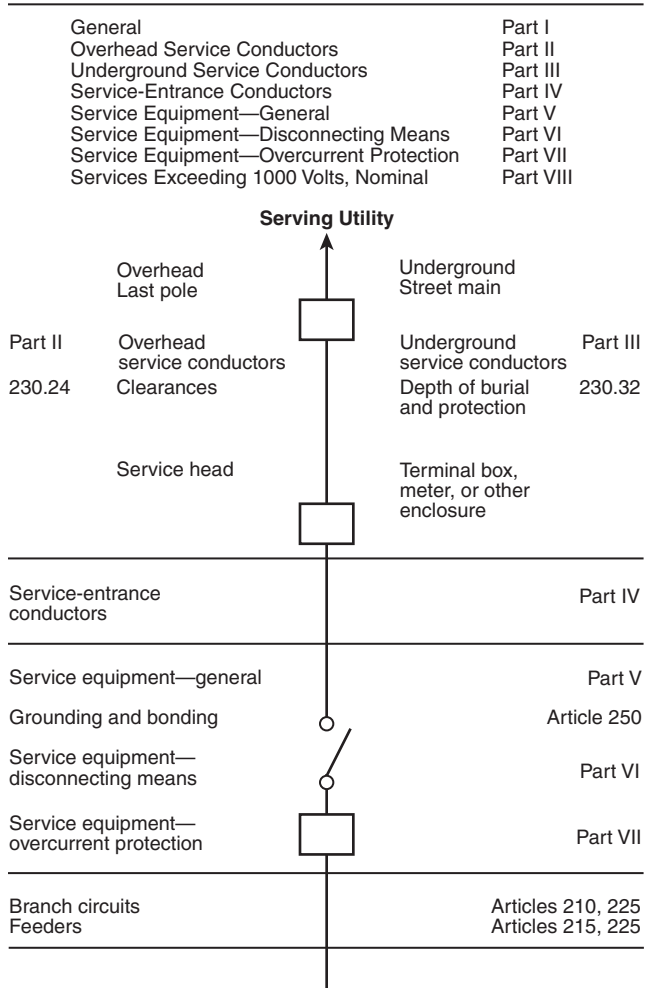 General Part I
Overhead Service Conductors Part II
Underground Service Conductors Part III
Service-Entrance Conductors Part IV
Service Equipment—General Part V
Service Equipment—Disconnecting Means Part VI
Service Equipment—Overcurrent Protection Part VII
Services Exceeding 1000 Volts, Nominal Part VIII
Serving Utility
Overhead
Last pole
Underground
Street main
Part II
Overhead
service conductors
Underground
service conductors
Part III
230.24
Clearances
Depth of burial
and protection
230.32
Service head
Terminal box,
meter, or other
enclosure
Service-entrance
conductors
Part IV
Service equipment—general Part V
Grounding and bonding Article 250
Service equipment—
disconnecting means
Part VI
Service equipment—
overcurrent protection
Part VII
Branch circuits Articles 210, 225
Feeders Articles 215, 225